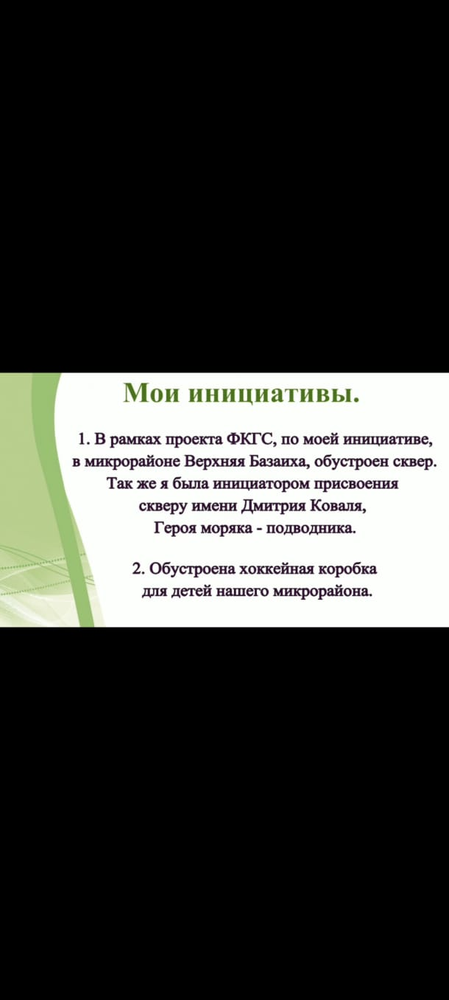 Мои инициативы.
1. В рамках проекта ФКГС, по моей инициативе,
в микрорайоне Верхняя Базаиха, обустроен сквер.
Так же я была инициатором присвоения
скверу имени Дмитрия Коваля,
Героя моряка - подводника.
2. Обустроена хоккейная коробка
для детей нашего микрорайона.